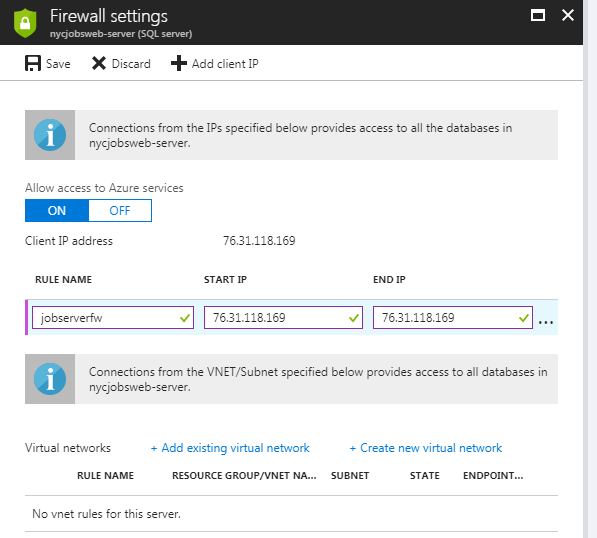 Firewall settings
nycjobsweb-server (SQL server)
Save Discard Add client IP
Connections from the IPs specified below provides access to all the databases in
nycjobsweb-server.
Allow access to Azure services
ON OFF
Client IP address 76.31.118.169
RULE NAME START IP END IP
jobserverfw 76.31.118.169 76.31.118.169 ...
Connections from the VNET/Subnet specified below provides access to all databases in
nycjobsweb-server.
Virtual networks + Add existing virtual network + Create new virtual network
RULE NAME RESOURCE GROUP/VNET NA... SUBNET STATE ENDPOINT...
No vnet rules for this server.